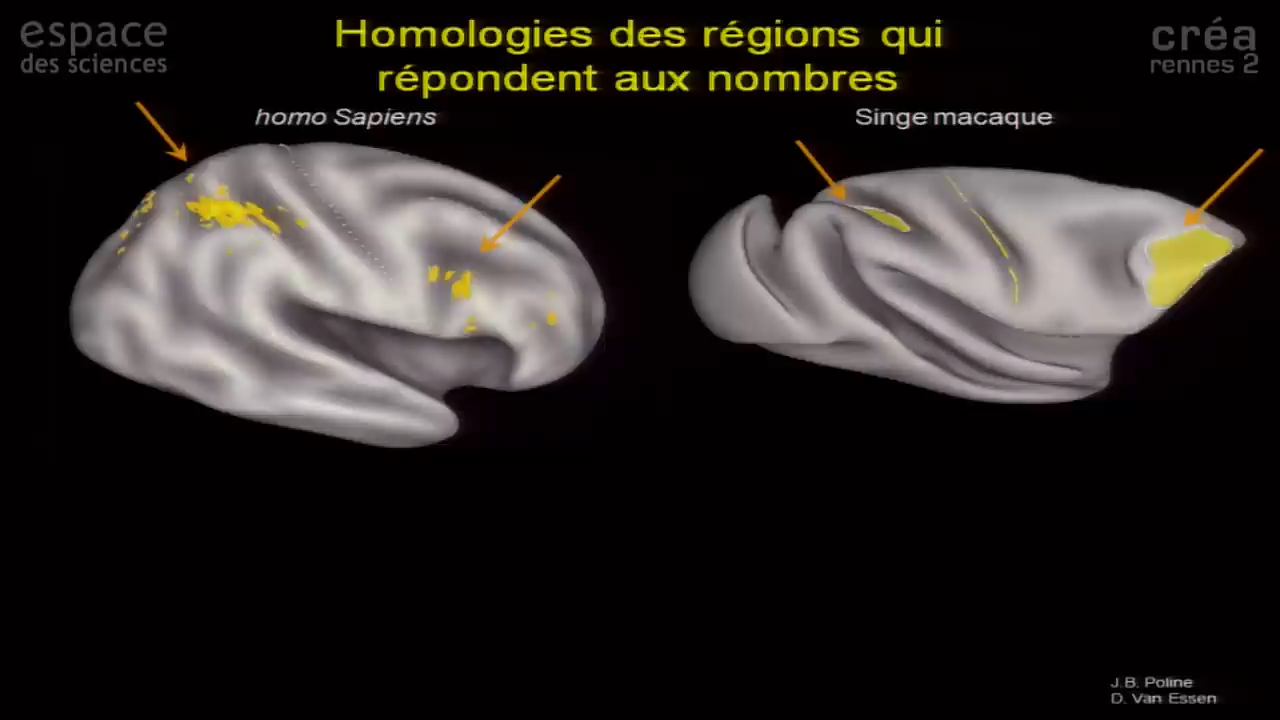 espace
des sciences
Homologies des régions qui
répondent aux nombres
créa
rennes 2
homo Sapiens
Singe macaque
J.B. Poline
D. Van Essen